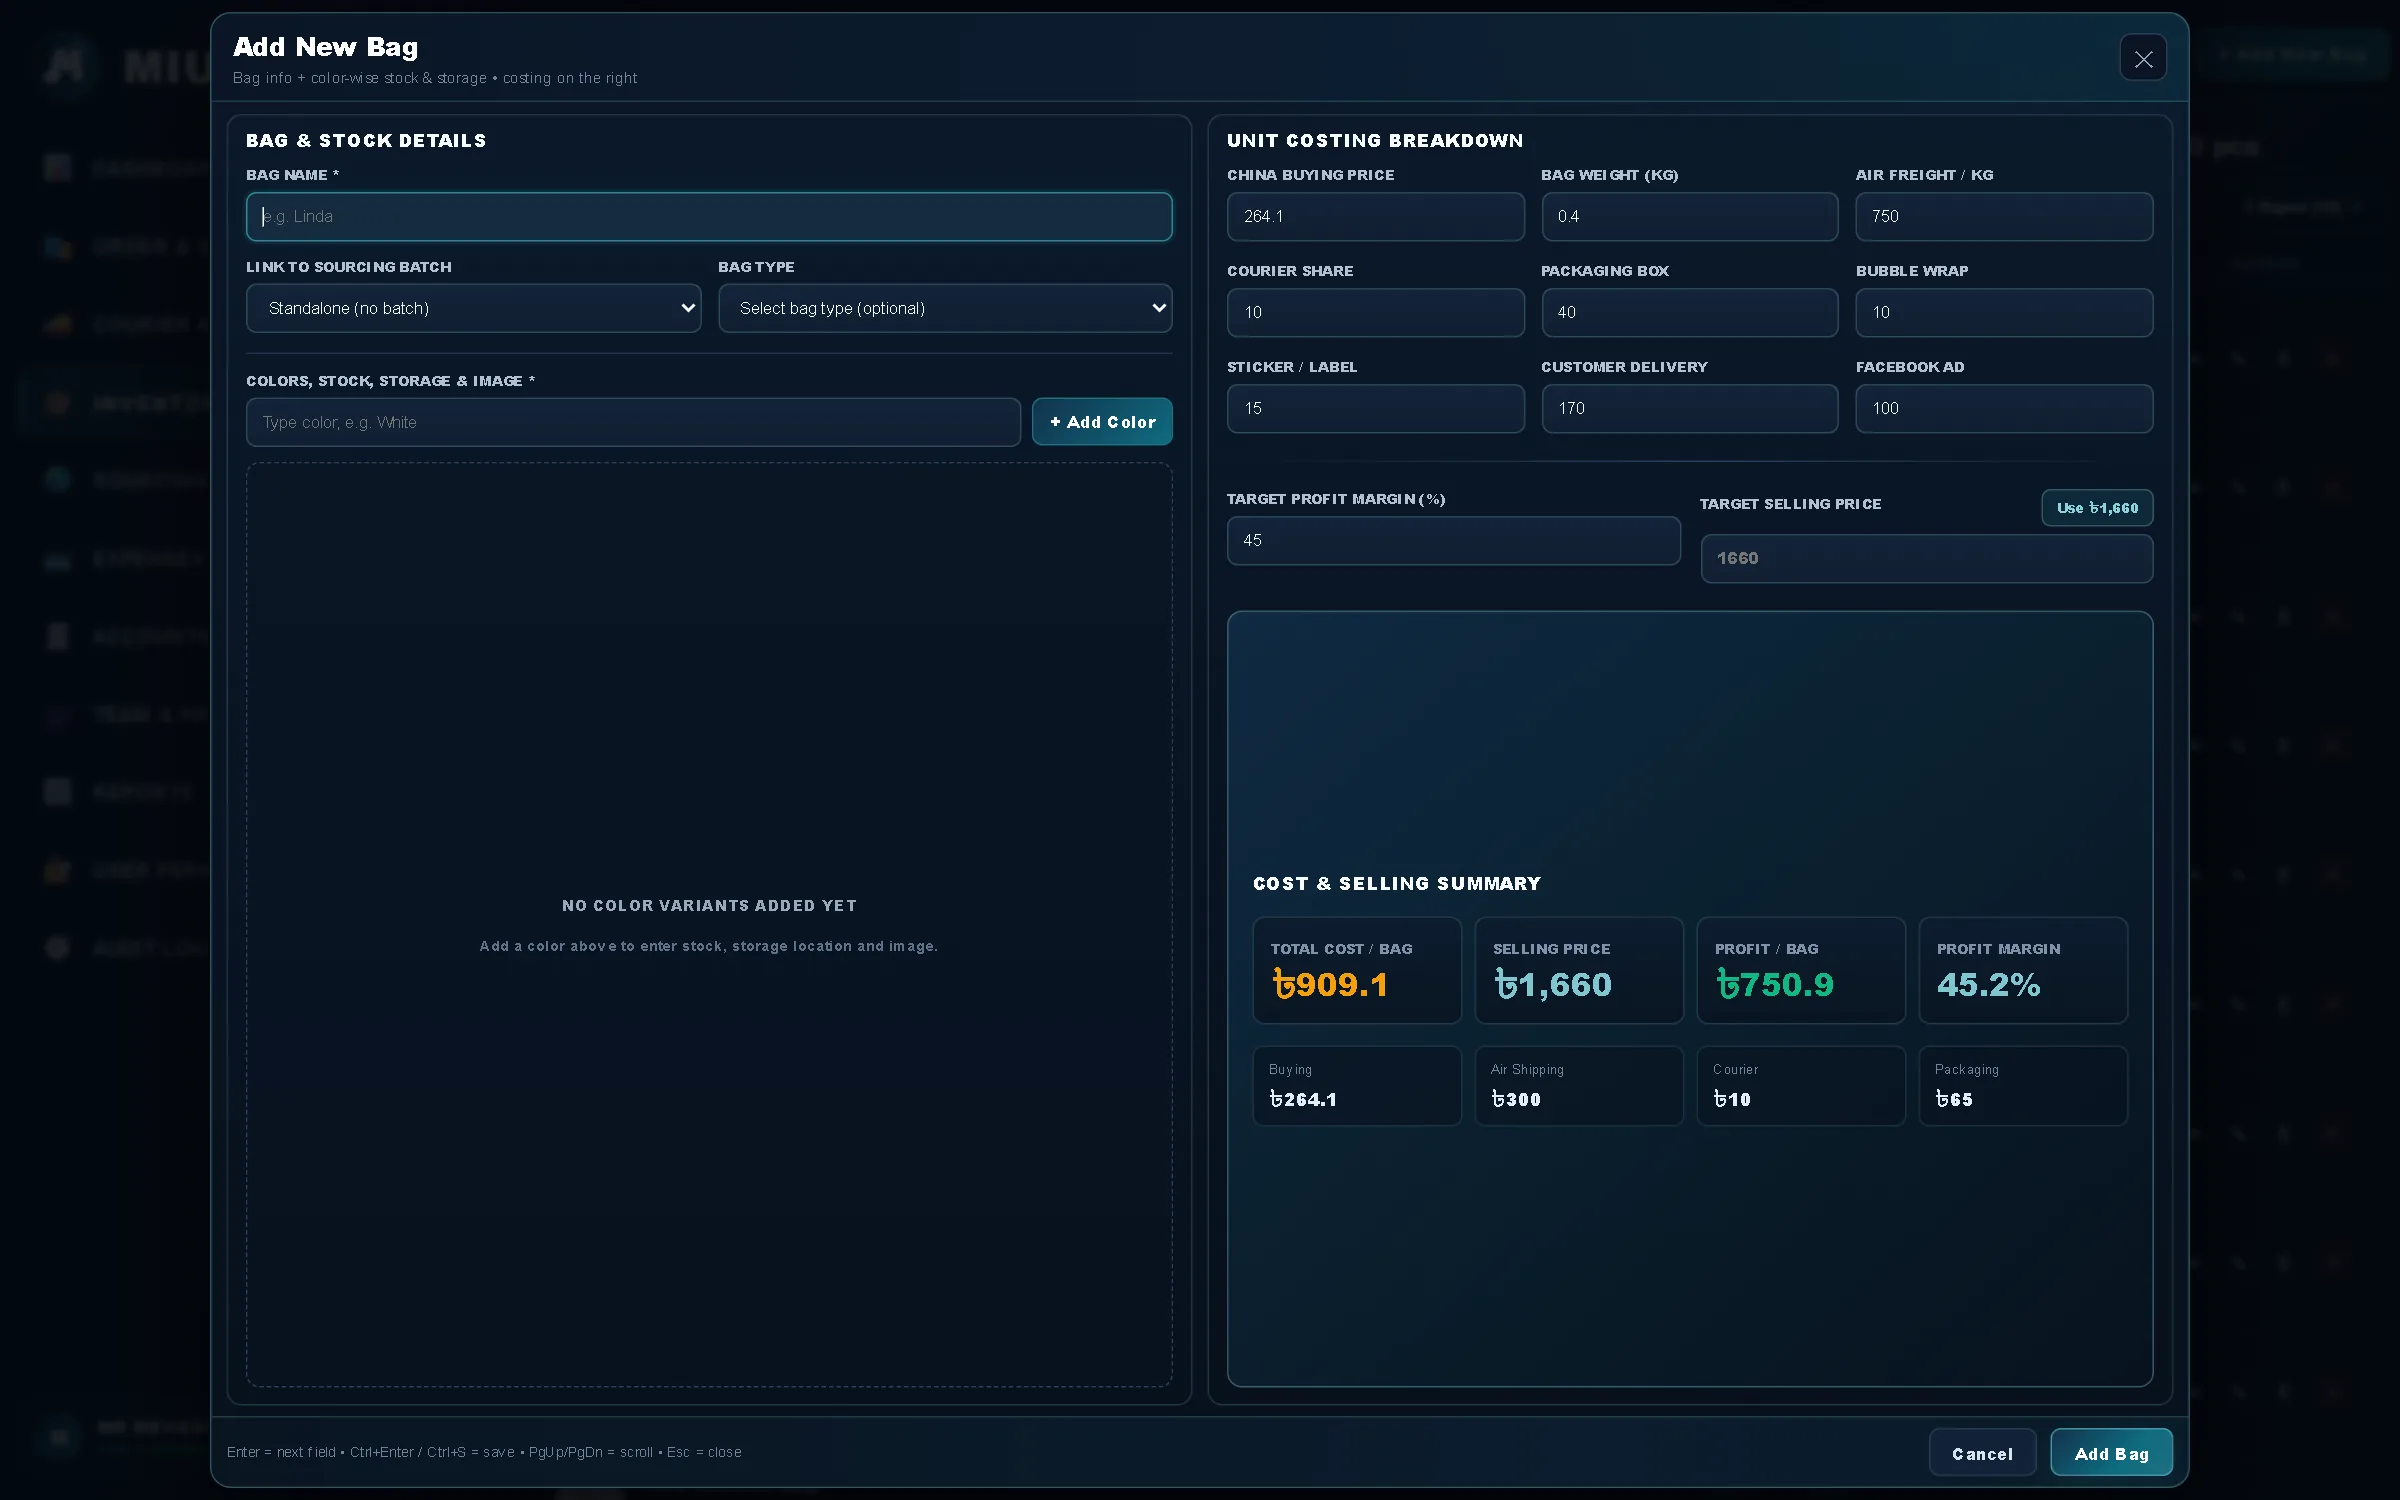 Add New Bag
Bag info + color-wise stock & storage • costing on the right
MIU
BAG & STOCK DETAILS
BAG NAME *
e.g. Linda
LINK TO SOURCING BATCH
BAG TYPE
Standalone (no batch)
Select bag type (optional)
COLORS, STOCK, STORAGE & IMAGE *
Type color, e.g. White
+ Add Color
NO COLOR VARIANTS ADDED YET
Add a color above to enter stock, storage location and image.
UNIT COSTING BREAKDOWN
CHINA BUYING PRICE
BAG WEIGHT (KG)
AIR FREIGHT / KG
264.1
0.4
750
COURIER SHARE
PACKAGING BOX
BUBBLE WRAP
10
40
10
STICKER / LABEL
CUSTOMER DELIVERY
FACEBOOK AD
15
170
100
TARGET PROFIT MARGIN (%)
TARGET SELLING PRICE
Use ৳1,660
45
1660
COST & SELLING SUMMARY
TOTAL COST / BAG
৳909.1
SELLING PRICE
৳1,660
PROFIT / BAG
৳750.9
PROFIT MARGIN
45.2%
Buying
৳264.1
Air Shipping
৳300
Courier
৳10
Packaging
৳65
Enter = next field • Ctrl+Enter / Ctrl+S = save • PgUp/PgDn = scroll • Esc = close
Cancel
Add Bag